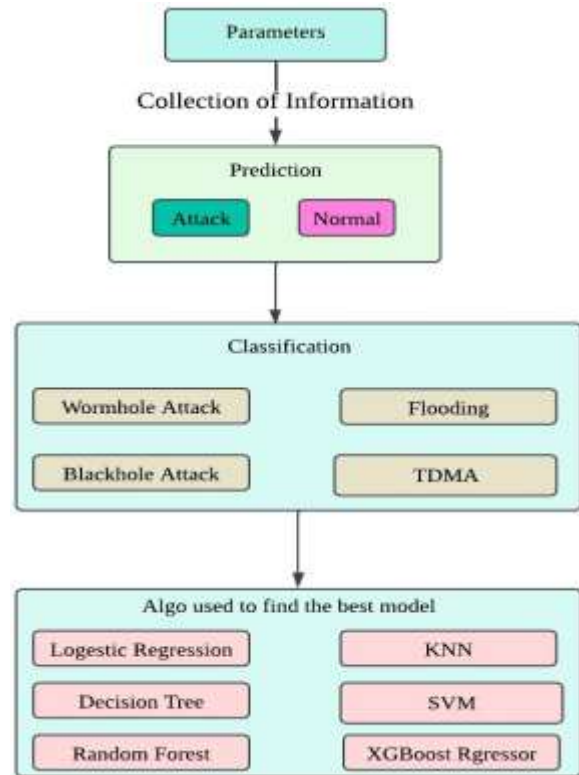 Parameters
Collection of Information
Prediction
Attack
Normal
Classification
Wormhole Attack
Flooding
Blackhole Attack
TDMA
Algo used to find the best model
Logestic Regression
KNN
Decision Tree
SVM
Random Forest
XGBoost Rgressor